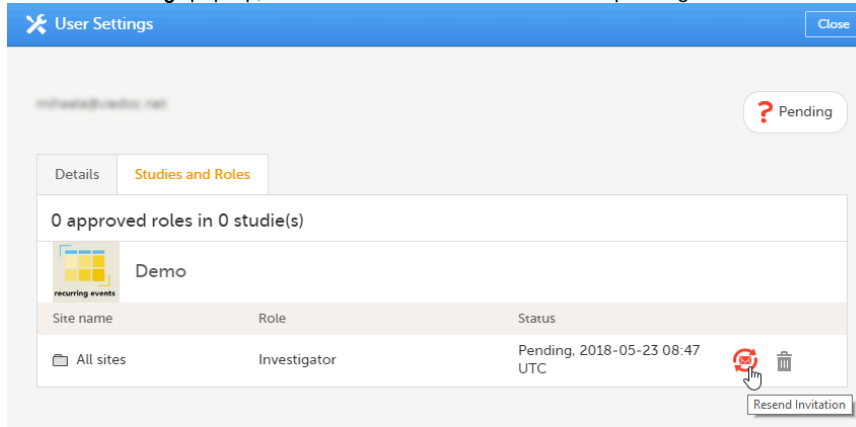 User Settings
Close
Pending
Details
Studies and Roles
0 approved roles in 0 studie(s)
recurring events
Demo
Site name
Role
Status
All sites
Investigator
Pending, 2018-05-23 08:47
UTC
Resend Invitation